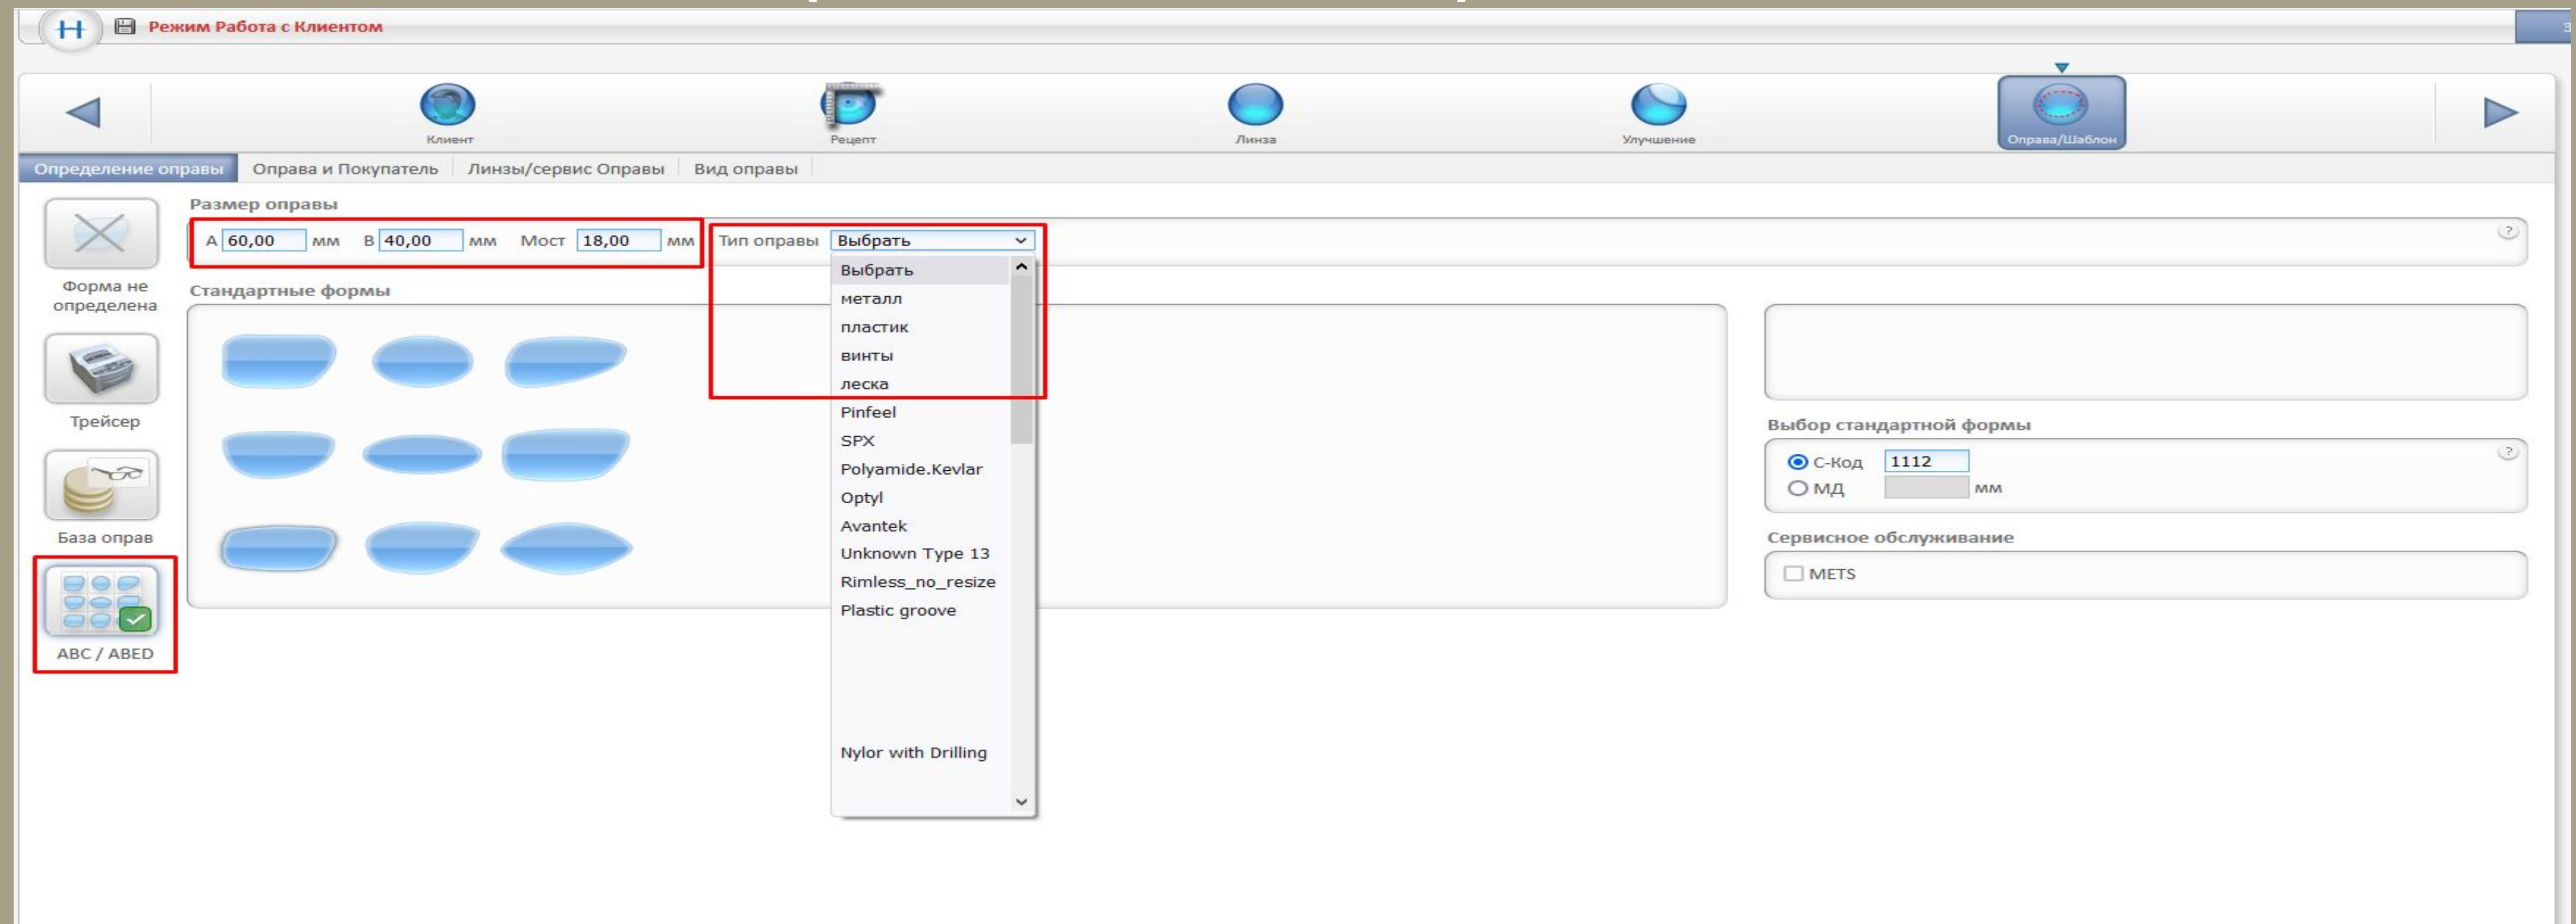 Режим Работа с Клиентом
Клиент
Рецепт
Линза
Улучшение
Оправа/Шаблон
Определение оправы Оправа и Покупатель Линзы/сервис Оправы Вид оправы
Размер оправы
А 60,00 мм В 40,00 мм Мост 18,00 мм Тип оправы Выбрать
?
Выбрать
металл
пластик
винты
леска
Pinfeel
SPX
Polyamide.Kevlar
Optyl
Avantek
Unknown Type 13
Rimless_no_resize
Plastic groove
Nylor with Drilling
Форма не
определена
Трейсер
База оправ
ABC / ABED
Стандартные формы
Выбор стандартной формы
С-Код 1112
?
МД мм
Сервисное обслуживание
METS